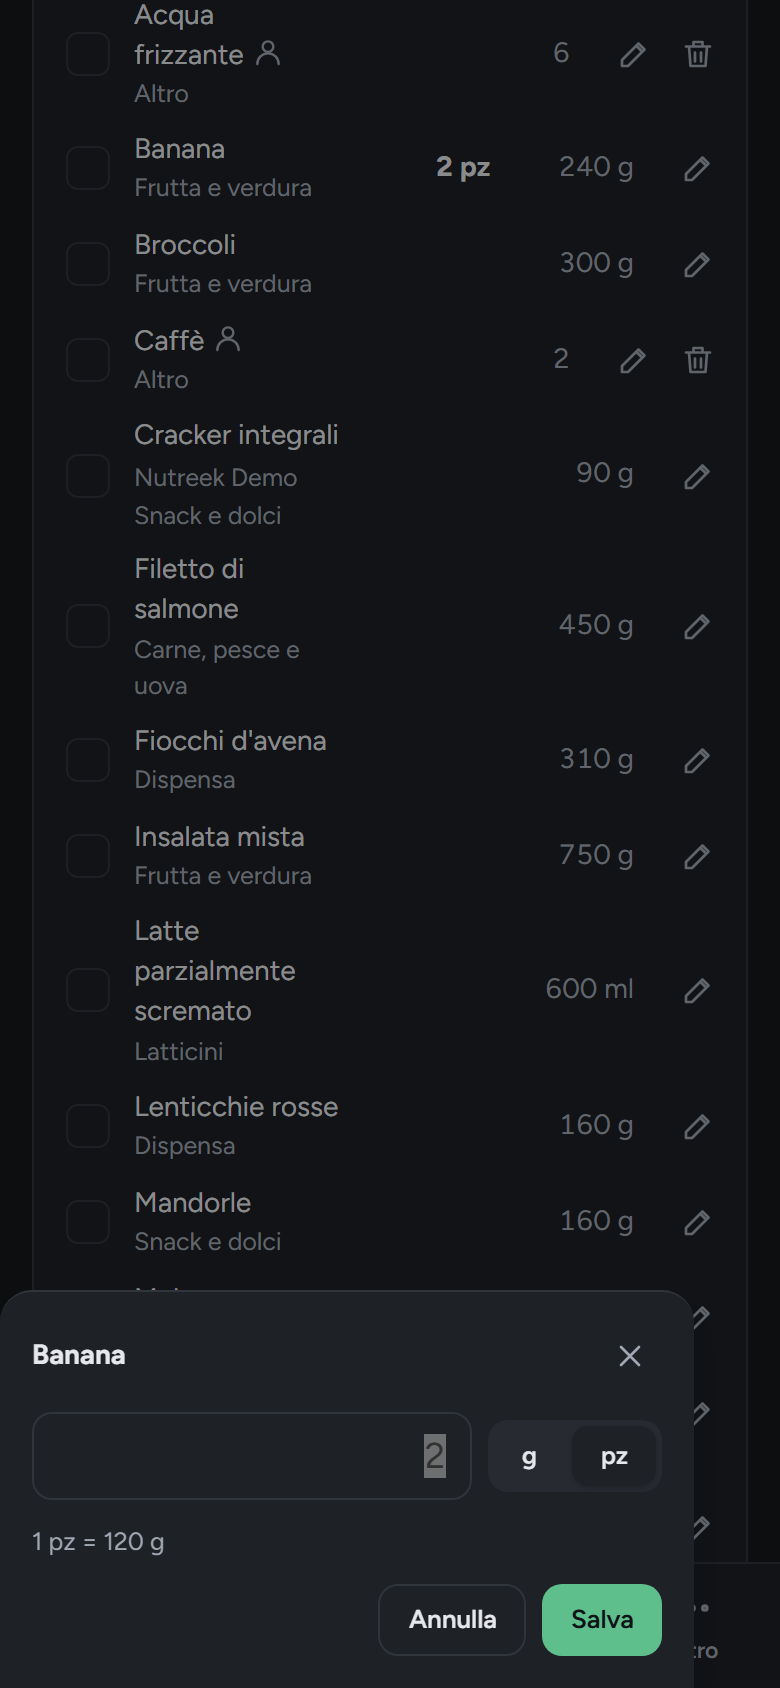 Acqua
frizzante
6
Altro
Banana
2 pz
240 g
Frutta e verdura
Broccoli
300 g
Frutta e verdura
Caffè
2
Altro
Cracker integrali
90 g
Nutreek Demo
Snack e dolci
Filetto di
salmone
450 g
Carne, pesce e
uova
Fiocchi d'avena
310 g
Dispensa
Insalata mista
750 g
Frutta e verdura
Latte
parzialmente
600 ml
scremato
Latticini
Lenticchie rosse
160 g
Dispensa
Mandorle
160 g
Snack e dolci
Banana
2
g
pz
1 pz = 120 g
Annulla
Salva